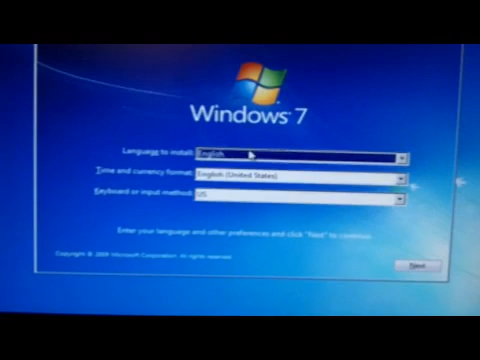 Windows 7
Language to install: English
Time and currency format: English (United States)
Keyboard or input method: US
Enter your language and other preferences and click "Next" to continue.
Copyright © 2009 Microsoft Corporation. All rights reserved.
Next